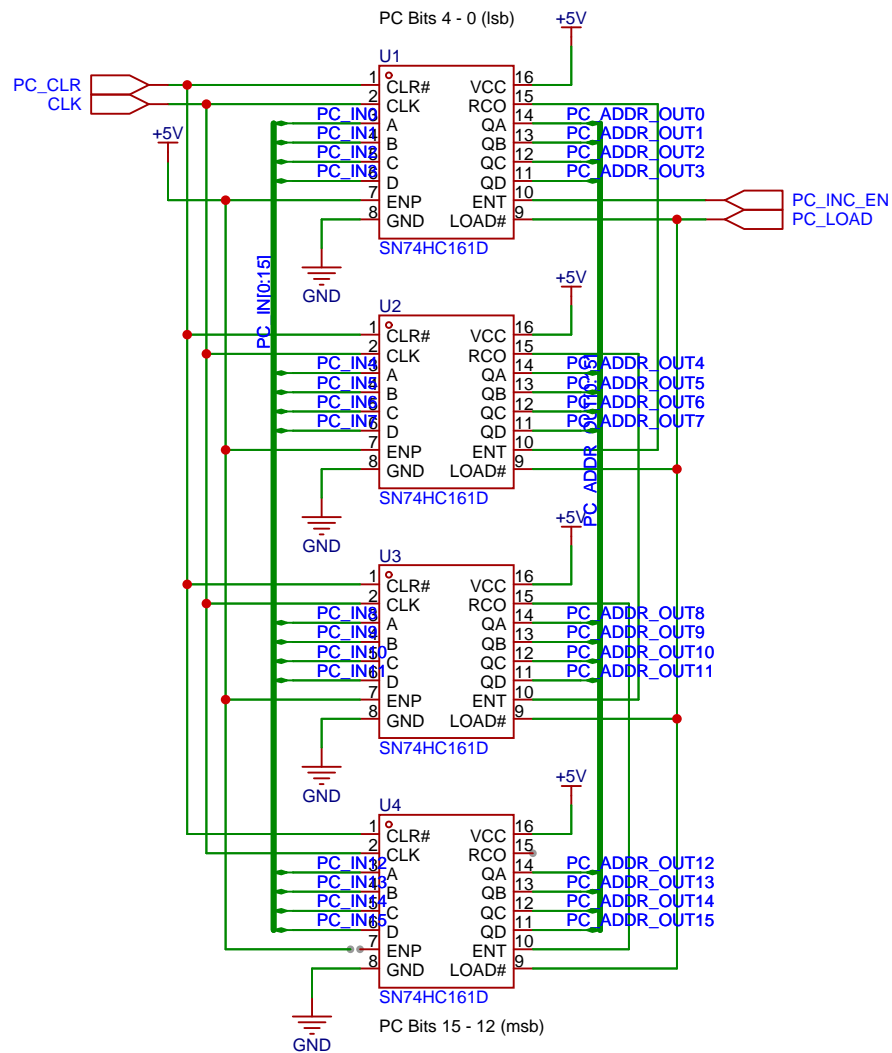 PC Bits 4 - 0 (lsb)
+5V
U1
PC_CLR
CLK
+5V
1 CLR# VCC 16
2 CLK RCO 15
PC_IN0 3 A QA 14 PC_ADDR_OUT0
PC_IN1 4 B QB 13 PC_ADDR_OUT1
PC_IN2 5 C QC 12 PC_ADDR_OUT2
PC_IN3 6 D QD 11 PC_ADDR_OUT3
7 ENP ENT 10 PC_INC_EN
8 GND LOAD# 9 PC_LOAD
SN74HC161D
GND
PC_IN[0:15]
+5V
U2
1 CLR# VCC 16
2 CLK RCO 15
PC_IN4 3 A QA 14 PC_ADDR_OUT4
PC_IN5 4 B QB 13 PC_ADDR_OUT5
PC_IN6 5 C QC 12 PC_ADDR_OUT6
PC_IN7 6 D QD 11 PC_ADDR_OUT7
7 ENP ENT 10
8 GND LOAD# 9
SN74HC161D
GND
PC_ADDR_OUT[0:15]
+5V
U3
1 CLR# VCC 16
2 CLK RCO 15
PC_IN8 3 A QA 14 PC_ADDR_OUT8
PC_IN9 4 B QB 13 PC_ADDR_OUT9
PC_IN10 5 C QC 12 PC_ADDR_OUT10
PC_IN11 6 D QD 11 PC_ADDR_OUT11
7 ENP ENT 10
8 GND LOAD# 9
SN74HC161D
GND
+5V
U4
1 CLR# VCC 16
2 CLK RCO 15
PC_IN12 3 A QA 14 PC_ADDR_OUT12
PC_IN13 4 B QB 13 PC_ADDR_OUT13
PC_IN14 5 C QC 12 PC_ADDR_OUT14
PC_IN15 6 D QD 11 PC_ADDR_OUT15
7 ENP ENT 10
8 GND LOAD# 9
SN74HC161D
GND
PC Bits 15 - 12 (msb)